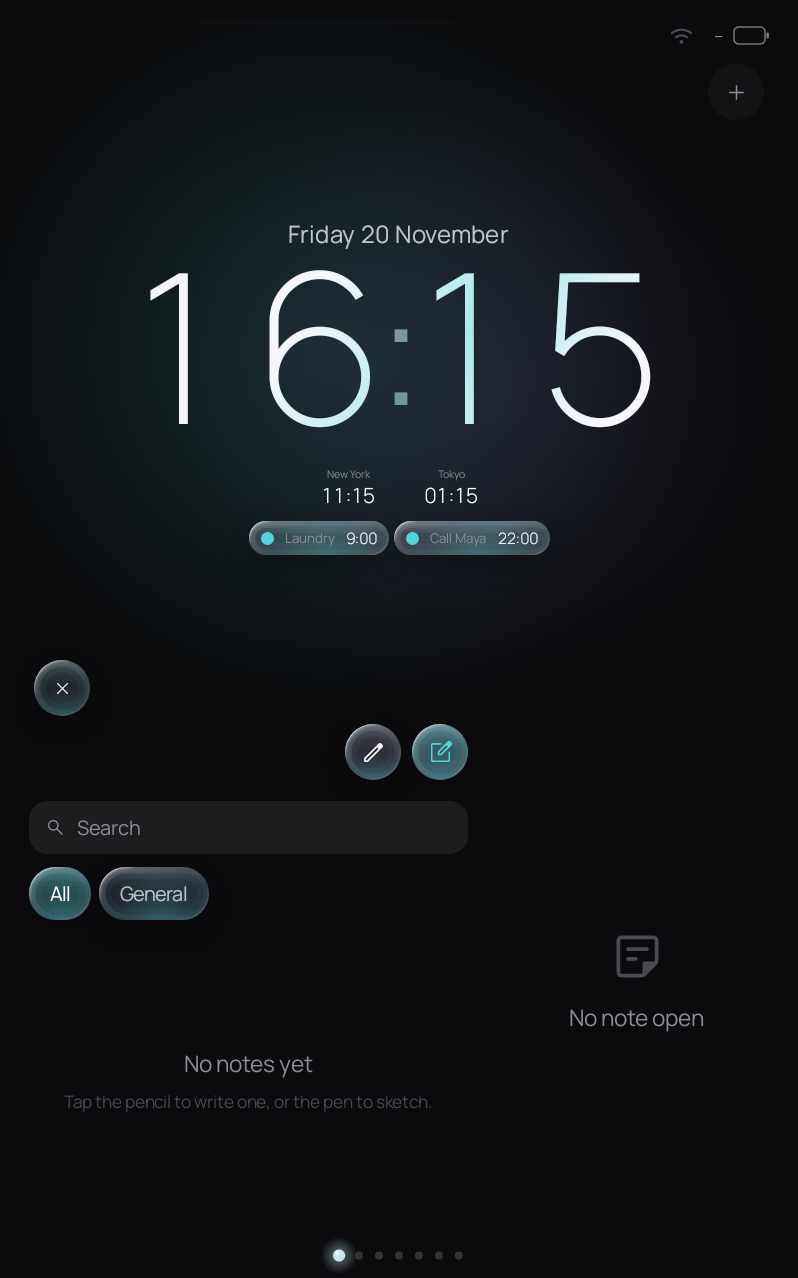 Friday 20 November
16:15
New York Tokyo
11:15 01:15
Laundry 9:00 Call Maya 22:00
Search
All General
No note open
No notes yet
Tap the pencil to write one, or the pen to sketch.